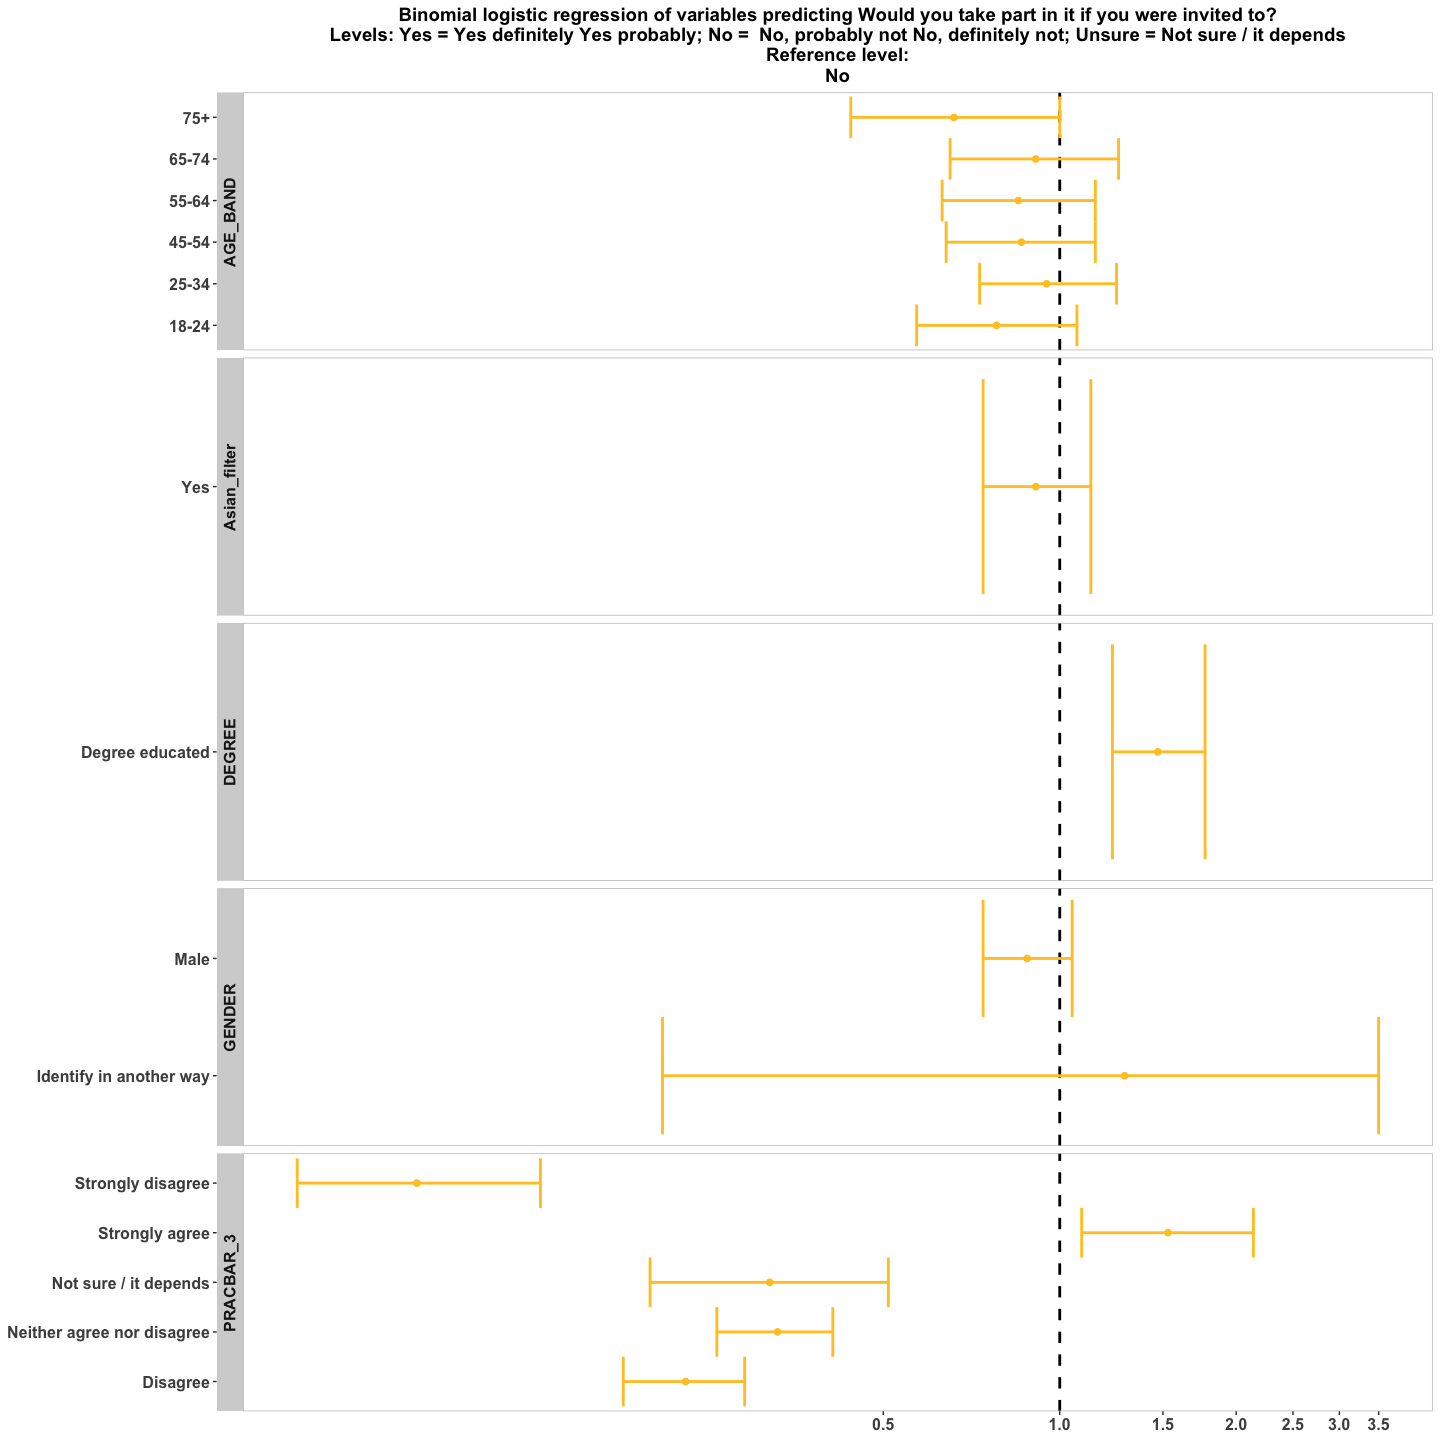 Binomial logistic regression of variables predicting Would you take part in it if you were invited to?
Levels: Yes = Yes definitely Yes probably; No =  No, probably not No, definitely not; Unsure = Not sure / it depends
Reference level:
No
AGE_BAND
75+
65-74
55-64
45-54
25-34
18-24
Asian_filter
Yes
DEGREE
Degree educated
GENDER
Male
Identify in another way
PRACBAR_3
Strongly disagree
Strongly agree
Not sure / it depends
Neither agree nor disagree
Disagree
0.5 1.0 1.5 2.0 2.5 3.0 3.5